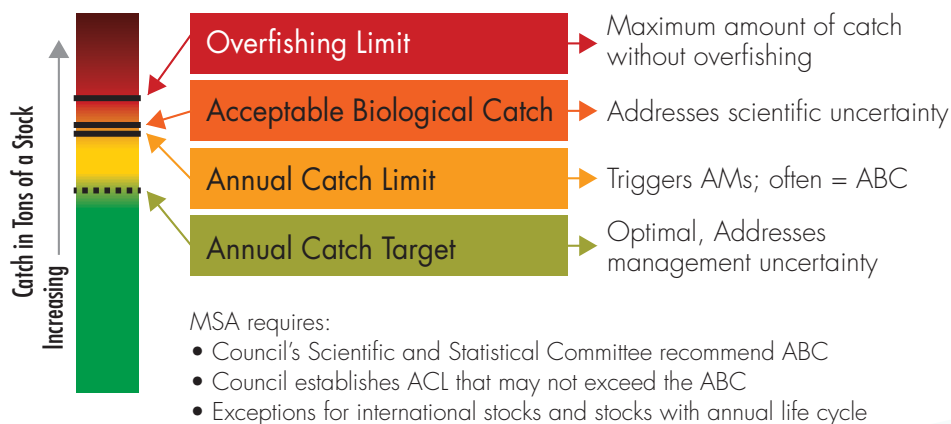 Catch in Tons of a Stock
Increasing
Overfishing Limit
Maximum amount of catch
without overfishing
Acceptable Biological Catch
Addresses scientific uncertainty
Annual Catch Limit
Triggers AMs; often = ABC
Annual Catch Target
Optimal, Addresses
management uncertainty
MSA requires:
• Council's Scientific and Statistical Committee recommend ABC
• Council establishes ACL that may not exceed the ABC
• Exceptions for international stocks and stocks with annual life cycle